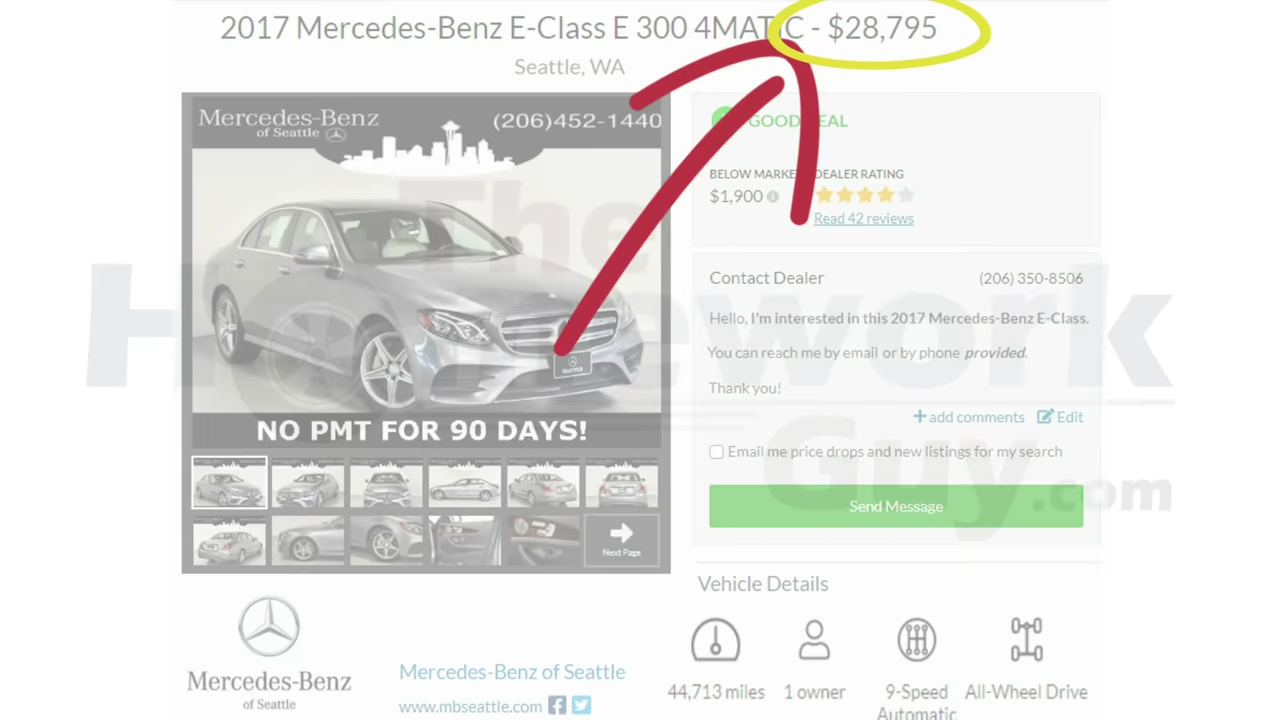 2017 Mercedes-Benz E-Class E 300 4MATIC - $28,795
Seattle, WA
Mercedes-Benz
of Seattle
(206)452-1440
GOOD DEAL
BELOW MARKET
DEALER RATING
$1,900
Read 42 reviews
The
Homework
Guy
.com
Contact Dealer
(206) 350-8506
Hello, I'm interested in this 2017 Mercedes-Benz E-Class.
You can reach me by email or by phone provided.
Thank you!
add comments
Edit
SEATTLE
NO PMT FOR 90 DAYS!
Email me price drops and new listings for my search
Send Message
Next Page
Vehicle Details
Mercedes-Benz
of Seattle
Mercedes-Benz of Seattle
www.mbseattle.com
44,713 miles
1 owner
9-Speed
Automatic
All-Wheel Drive